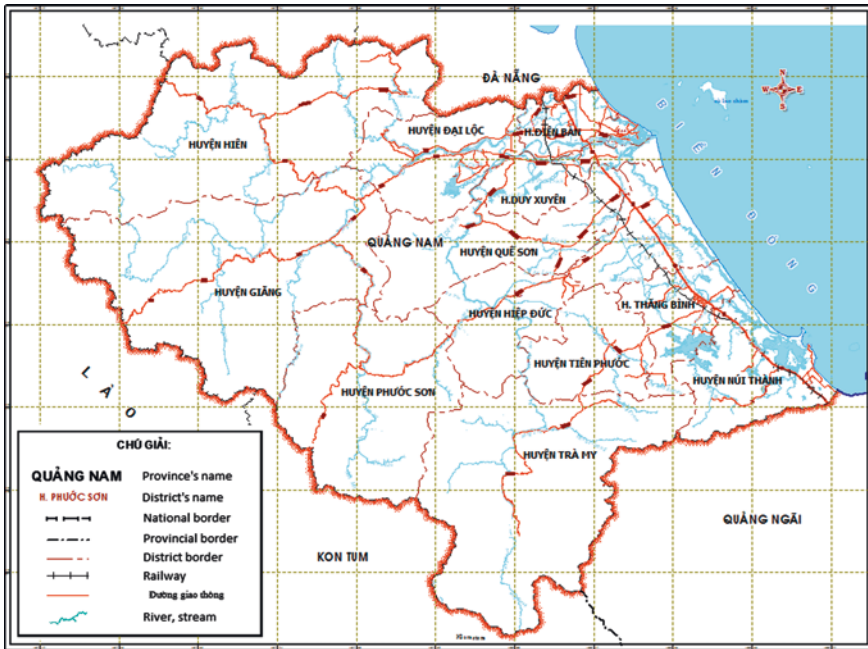 ĐÀ NẴNG
N
W E
S
HUYỆN ĐẠI LỘC
H.ĐIỆN BÀN
HUYỆN HIÊN
BIỂN ĐÔNG
H.DUY XUYÊN
QUẢNG NAM
HUYỆN QUẾ SƠN
HUYỆN GIẰNG
H. THĂNG BÌNH
HUYỆN HIỆP ĐỨC
HUYỆN TIÊN PHƯỚC
HUYỆN NÚI THÀNH
HUYỆN PHƯỚC SƠN
LÀO
HUYỆN TRÀ MY
QUẢNG NGÃI
KON TUM
CHÚ GIẢI:
QUẢNG NAM Province's name
H. PHƯỚC SƠN District's name
National border
Provincial border
District border
Railway
Đường giao thông
River, stream